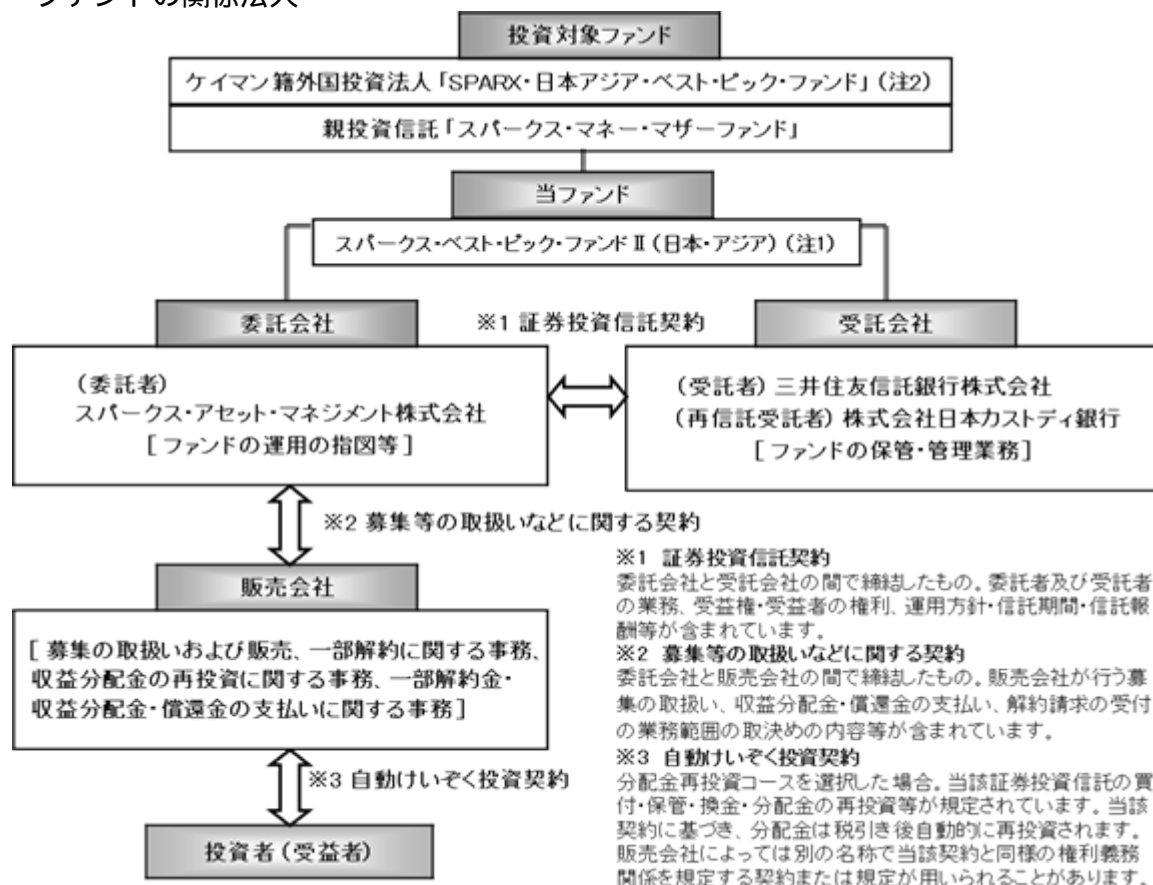 ファンドの関係法人
投資対象ファンド
ケイマン籍外国投資法人「SPARX・日本アジア・ベスト・ピック・ファンド」(注2)
親投資信託「スパークス・マネー・マザーファンド」
当ファンド
スパークス・ベスト・ピック・ファンドⅡ(日本・アジア)(注1)
委託会社
※1 証券投資信託契約
受託会社
(委託者)
スパークス・アセット・マネジメント株式会社
[ファンドの運用の指図等]
(受託者) 三井住友信託銀行株式会社
(再信託受託者) 株式会社日本カストディ銀行
[ファンドの保管・管理業務]
※2 募集等の取扱いなどに関する契約
販売会社
[募集の取扱いおよび販売、一部解約に関する事務、
収益分配金の再投資に関する事務、一部解約金・
収益分配金・償還金の支払いに関する事務]
※3 自動けいぞく投資契約
投資者(受益者)
※1 証券投資信託契約
委託会社と受託会社の間で締結したもの。委託者及び受託者
の業務、受益権・受益者の権利、運用方針・信託期間・信託報
酬等が含まれています。
※2 募集等の取扱いなどに関する契約
委託会社と販売会社の間で締結したもの。販売会社が行う募
集の取扱い、収益分配金・償還金の支払い、解約請求の受付
の業務範囲の取決めの内容等が含まれています。
※3 自動けいぞく投資契約
分配金再投資コースを選択した場合。当該証券投資信託の買
付・保管・換金・分配金の再投資等が規定されています。当該
契約に基づき、分配金は税引き後自動的に再投資されます。
販売会社によっては別の名称で当該契約と同様の権利義務
関係を規定する契約または規定が用いられることがあります。